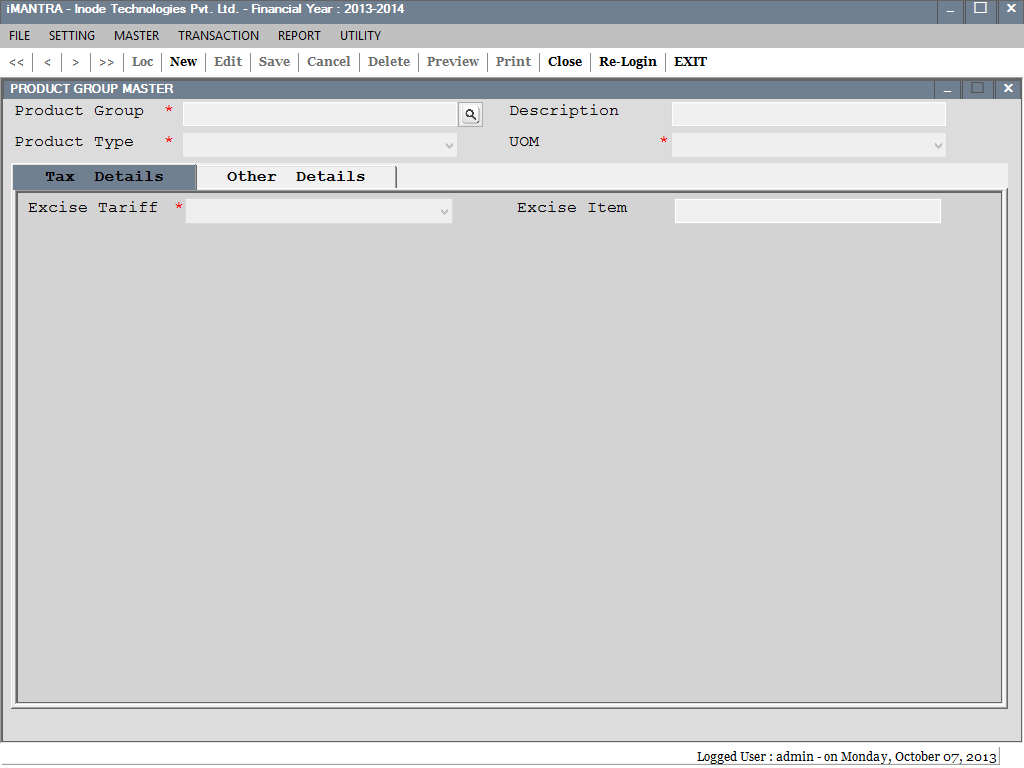 iMANTRA - Inode Technologies Pvt. Ltd. - Financial Year : 2013-2014
FILE SETTING MASTER TRANSACTION REPORT UTILITY
<< < > >> Loc New Edit Save Cancel Delete Preview Print Close Re-Login EXIT
PRODUCT GROUP MASTER
Product Group * Description
Product Type * UOM *
Tax Details Other Details
Excise Tariff * Excise Item
Logged User : admin - on Monday, October 07, 2013